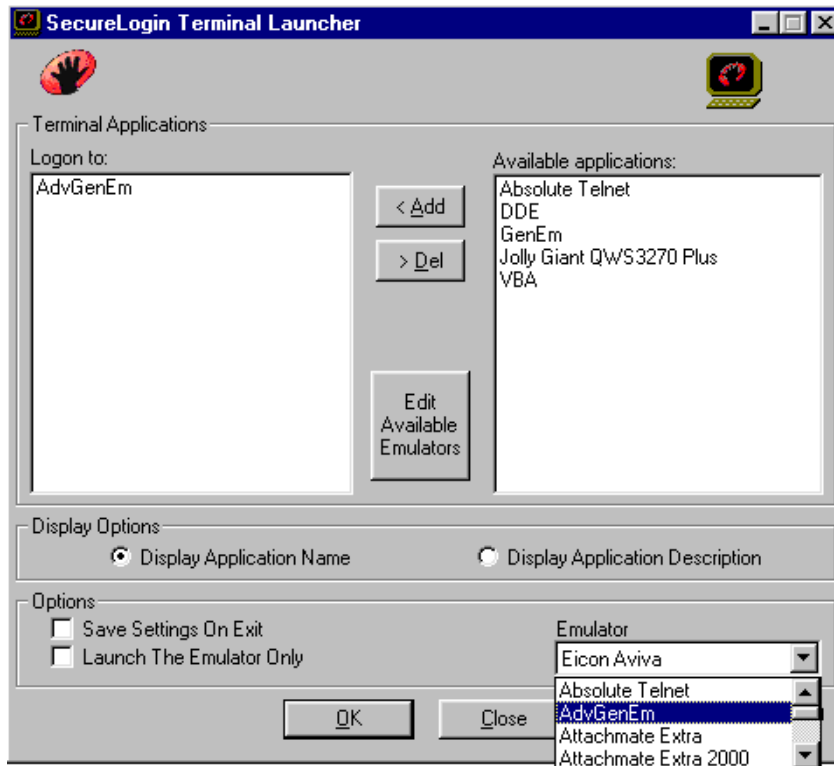 SecureLogin Terminal Launcher
Terminal Applications
Logon to:
AdvGenEm
< Add
> Del
Edit
Available
Emulators
Available applications:
Absolute Telnet
DDE
GenEm
Jolly Giant QWS3270 Plus
VBA
Display Options
Display Application Name
Display Application Description
Options
Save Settings On Exit
Launch The Emulator Only
Emulator
Eicon Aviva
Absolute Telnet
AdvGenEm
Attachmate Extra
Attachmate Extra 2000
OK
Close